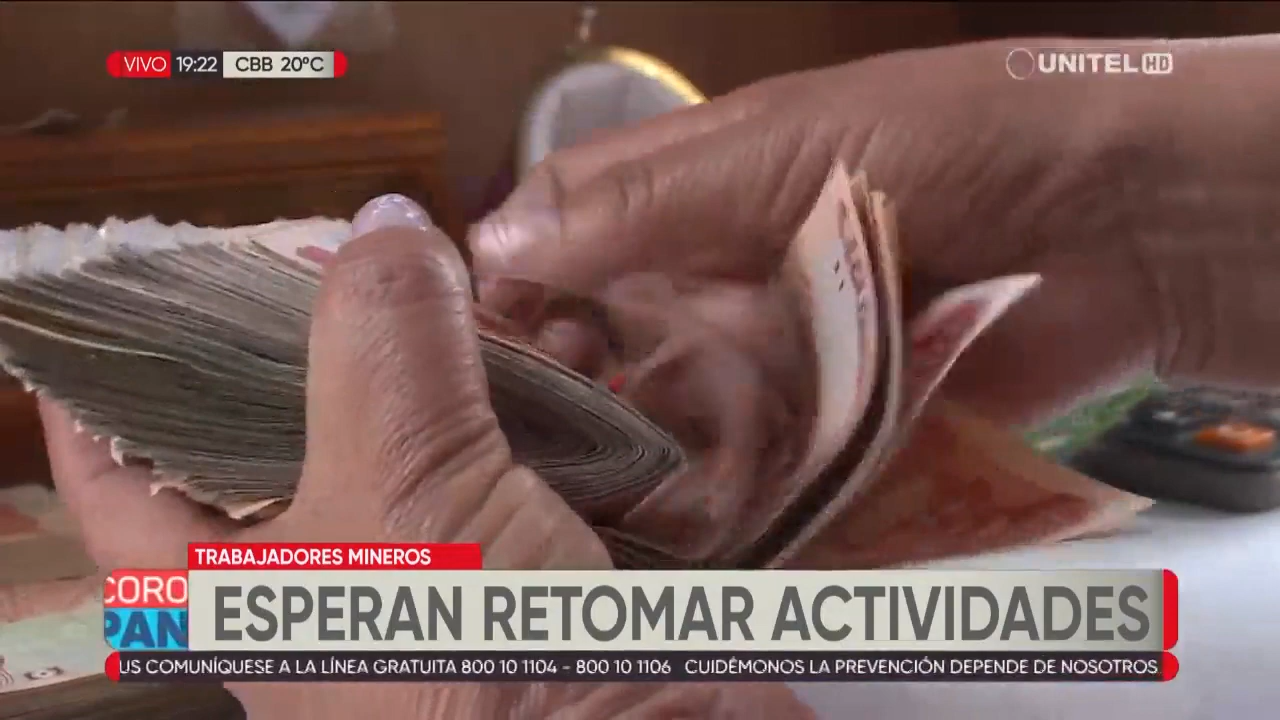 VIVO 19:22 CBB 20°C
UNITEL HD
TRABAJADORES MINEROS
CORO
PAN
ESPERAN RETOMAR ACTIVIDADES
US COMUNÍQUESE A LA LÍNEA GRATUITA 800 10 1104 - 800 10 1106 CUIDÉMONOS LA PREVENCIÓN DEPENDE DE NOSOTROS.